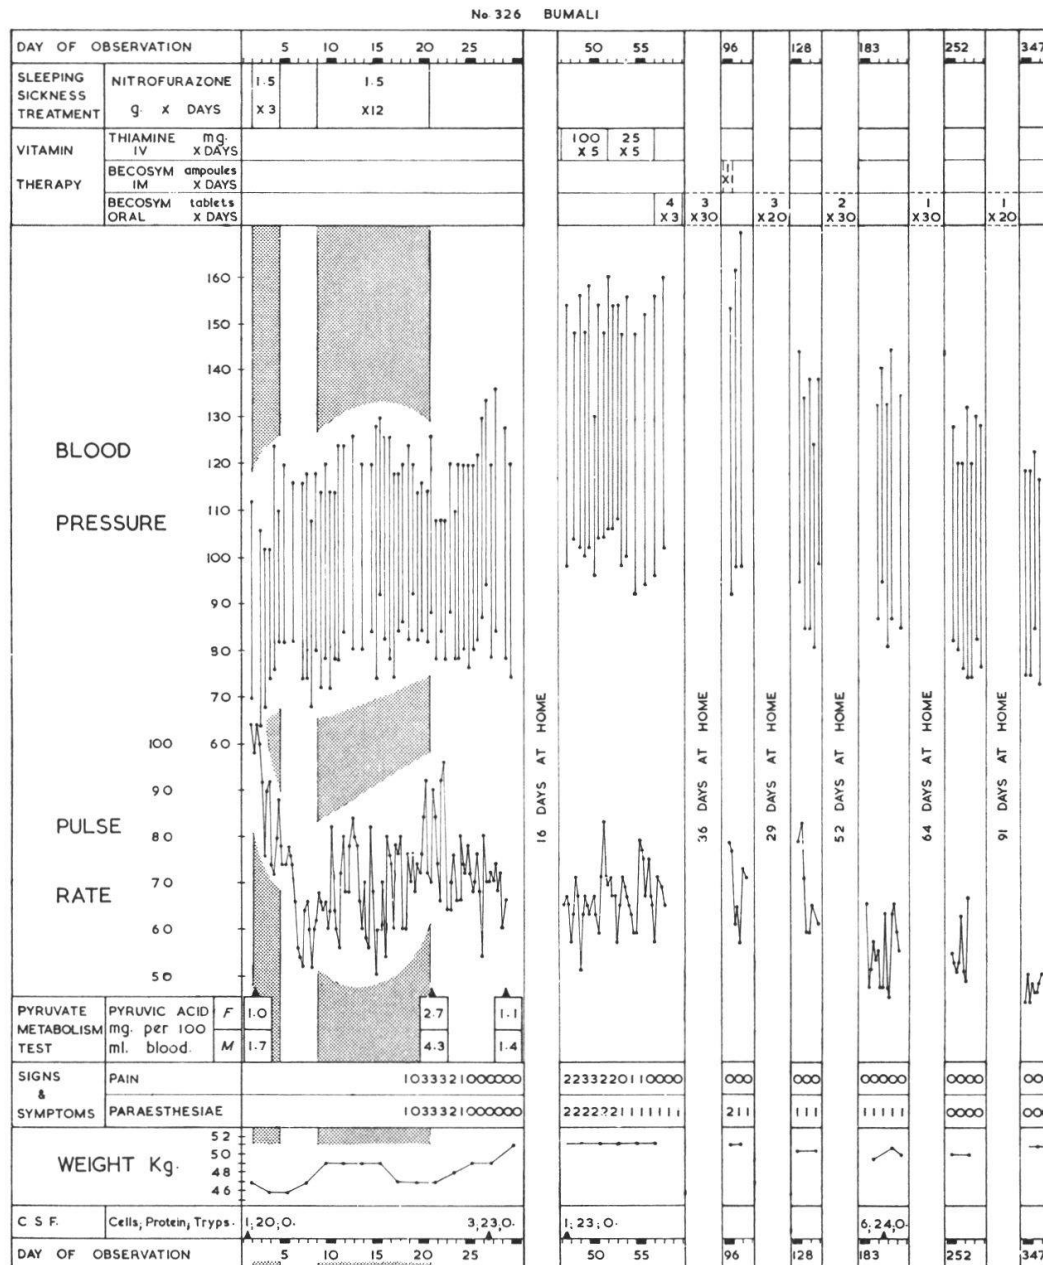 No. 326 BUMALI
DAY OF OBSERVATION 5 10 15 20 25 50 55 96 128 183 252 347
SLEEPING SICKNESS TREATMENT
NITROFURAZONE 1.5 1.5
g. X DAYS X3 X12
VITAMIN THERAPY
THIAMINE mg. 100 25
IV X DAYS X5 X5
BECOSYM ampoules 1
IM X DAYS X1
BECOSYM tablets 4 3 3 2 1 1
ORAL X DAYS X3 X30 X20 X30 X30 X20
BLOOD PRESSURE
160
150
140
130
120
110
100
90
80
70
60
PULSE RATE
100
90
80
70
60
50
16 DAYS AT HOME
36 DAYS AT HOME
29 DAYS AT HOME
52 DAYS AT HOME
64 DAYS AT HOME
91 DAYS AT HOME
PYRUVATE METABOLISM TEST
PYRUVIC ACID mg. per 100 ml. blood.
F 1.0 2.7 1.1
M 1.7 4.3 1.4
SIGNS & SYMPTOMS
PAIN 1033321000000 2233220110000 000 000 00000 0000 00
PARAESTHESIAE 1033321000000 211 111 11111 0000 00
WEIGHT Kg.
52
50
48
46
C S F. Cells, Protein, Tryps. 1, 20, 0. 3, 23, 0. 1, 23, 0. 6, 24, 0.
DAY OF OBSERVATION 5 10 15 20 25 50 55 96 128 183 252 347